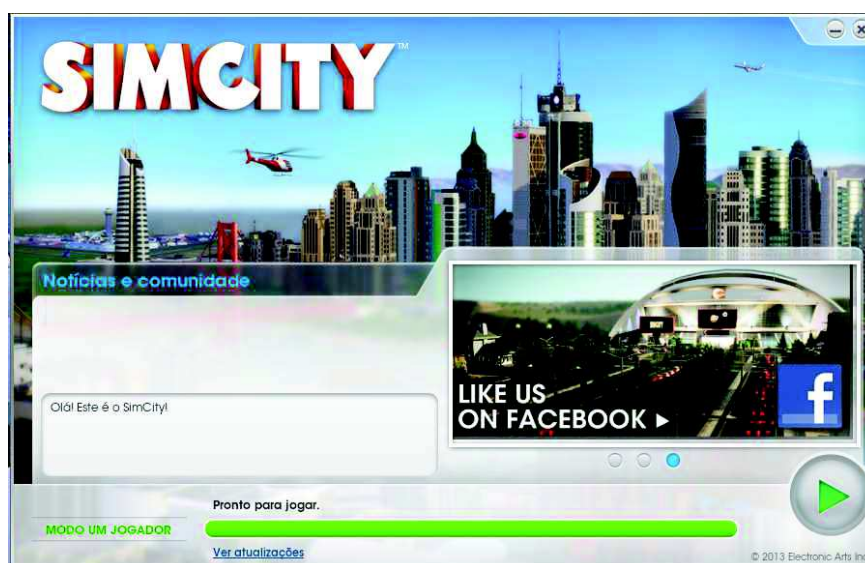 SIMCITY™
Notícias e comunidade
Olá! Este é o SimCity!
LIKE US
ON FACEBOOK
f
Pronto para jogar.
MODO UM JOGADOR
Ver atualizações
© 2013 Electronic Arts Inc